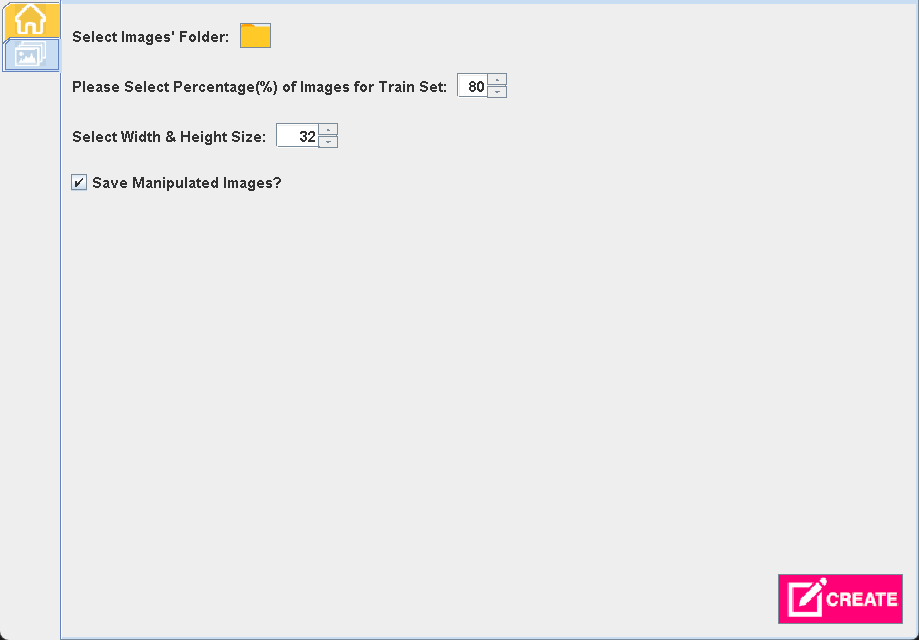 Select Images' Folder:
Please Select Percentage(%) of Images for Train Set: 80
Select Width & Height Size: 32
Save Manipulated Images?
CREATE